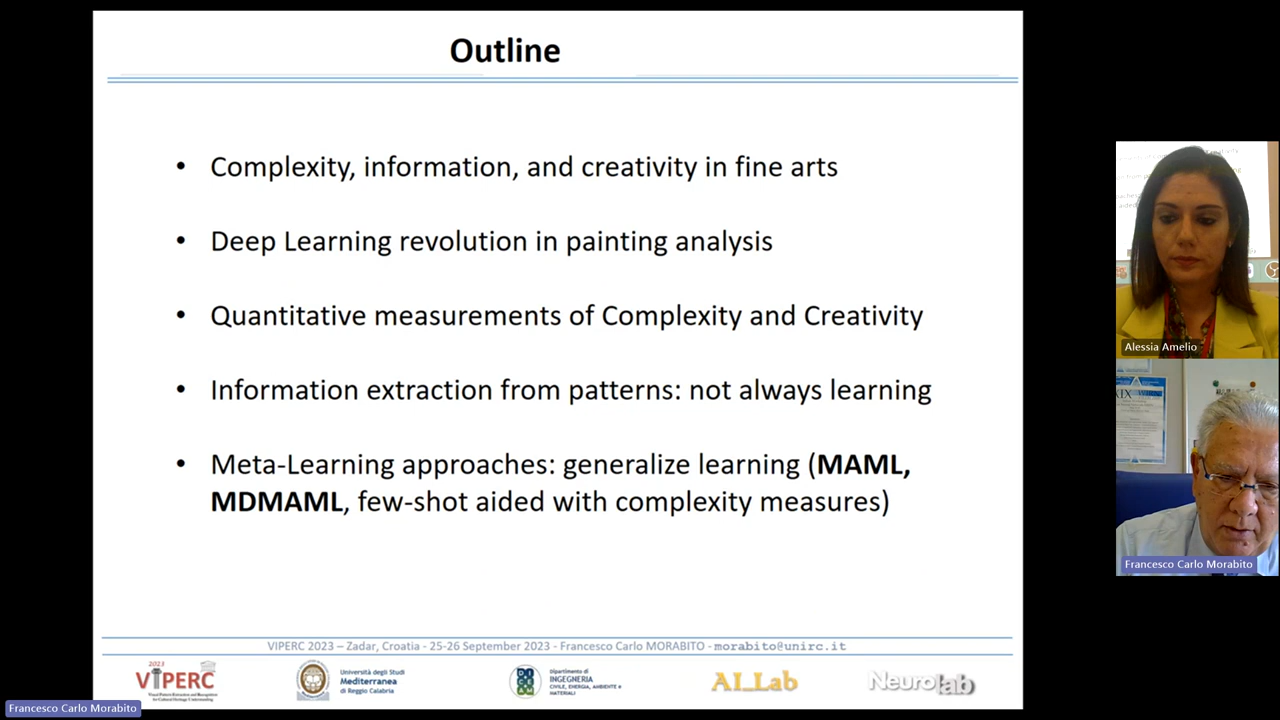 Outline
• Complexity, information, and creativity in fine arts
• Deep Learning revolution in painting analysis
• Quantitative measurements of Complexity and Creativity
• Information extraction from patterns: not always learning
• Meta-Learning approaches: generalize learning (MAML,
MDMAML, few-shot aided with complexity measures)
VIPERC 2023 – Zadar, Croatia - 25-26 September 2023 - Francesco Carlo MORABITO - morabito@unirc.it
2023
VIPERC
Visual Pattern Extraction and Recognition
for Cultural Heritage Understanding
Università degli Studi
Mediterranea
di Reggio Calabria
Dipartimento di
INGEGNERIA
CIVILE, ENERGIA, AMBIENTE e
MATERIALI
AI_Lab
Neurolab
Alessia Amelio
Francesco Carlo Morabito
Francesco Carlo Morabito